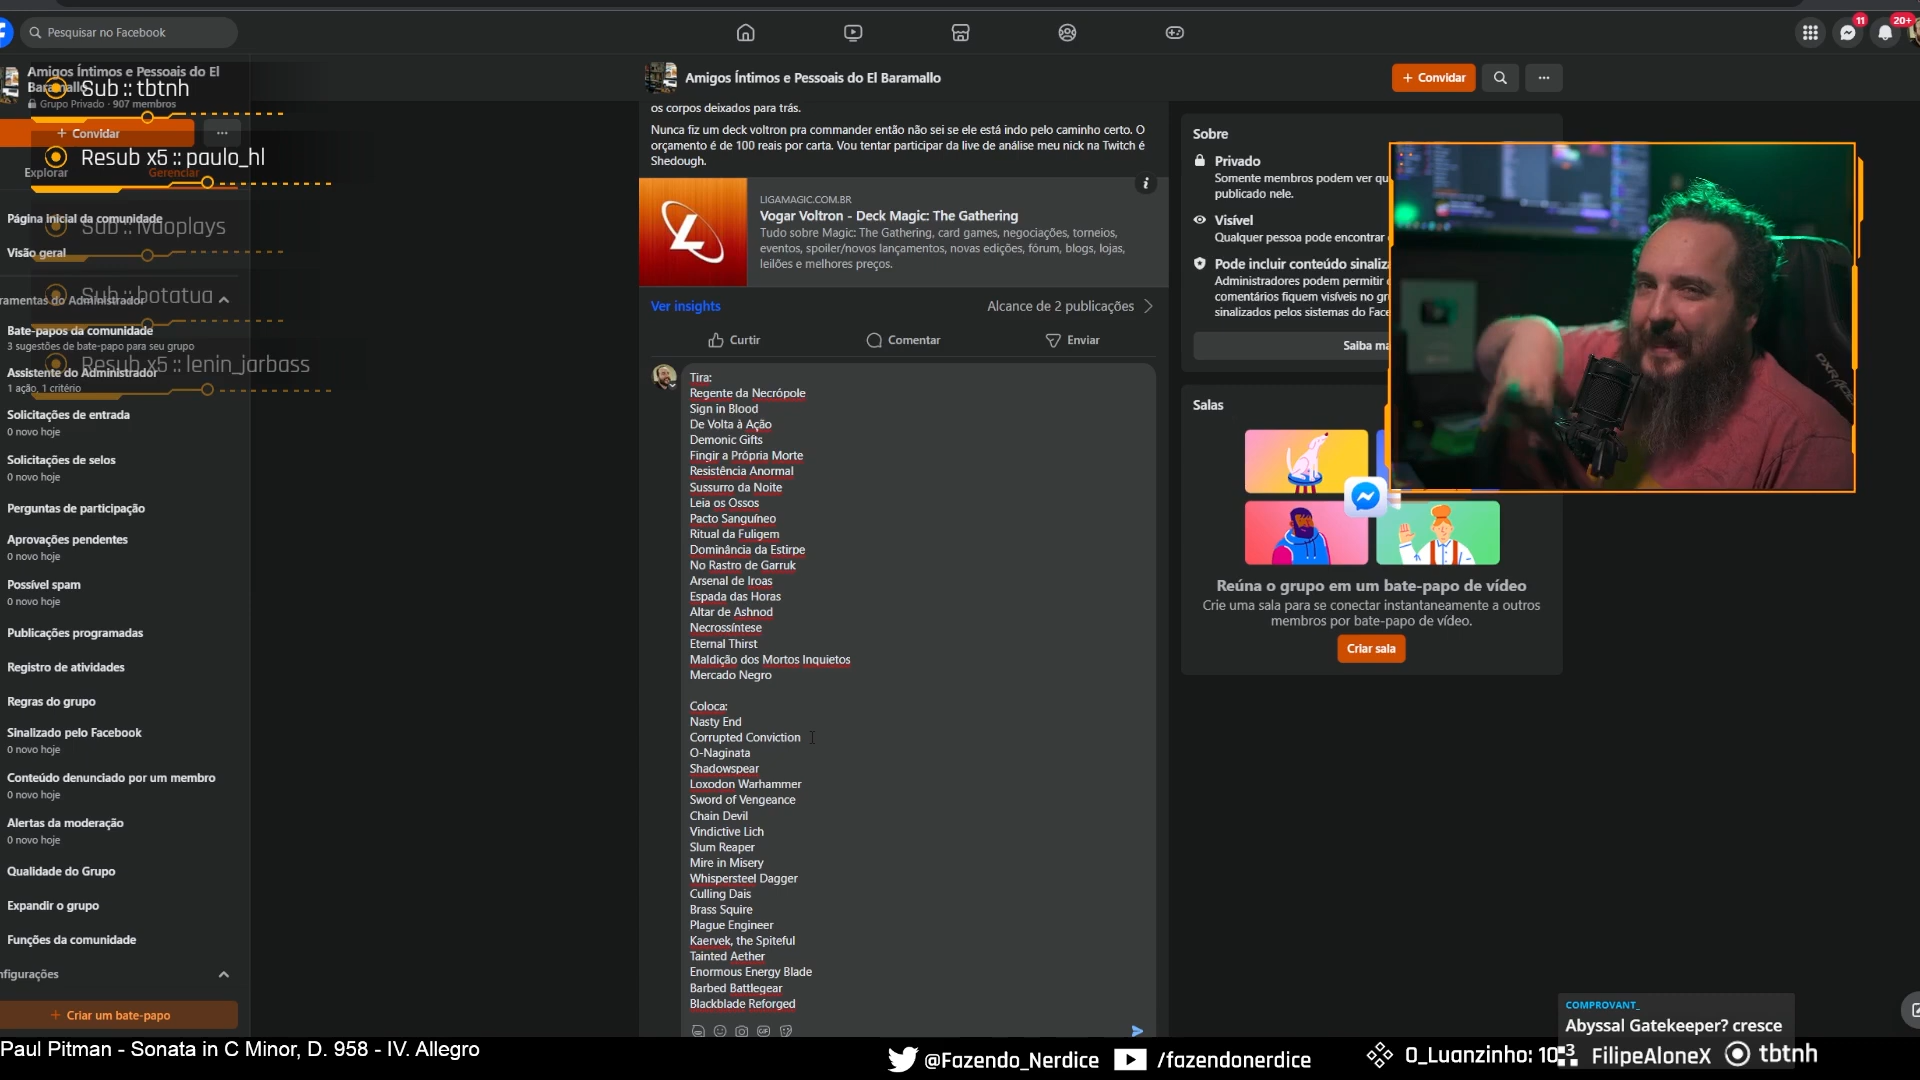 Pesquisar no Facebook
11
20+
Amigos Íntimos e Pessoais do El
Baramallo
Grupo Privado · 907 membros
+ Convidar
...
Explorar
Gerenciar
Página inicial da comunidade
Visão geral
ramentas do Administrador
Bate-papos da comunidade
3 sugestões de bate-papo para seu grupo
Assistente do Administrador
1 ação, 1 critério
Solicitações de entrada
0 novo hoje
Solicitações de selos
0 novo hoje
Perguntas de participação
Aprovações pendentes
0 novo hoje
Possível spam
0 novo hoje
Publicações programadas
Registro de atividades
Regras do grupo
Sinalizado pelo Facebook
0 novo hoje
Conteúdo denunciado por um membro
0 novo hoje
Alertas da moderação
0 novo hoje
Qualidade do Grupo
Expandir o grupo
Funções da comunidade
nfigurações
+ Criar um bate-papo
Sub :: tbtnh
Resub x5 :: paulo_hl
Sub :: botatua
Resub x5 :: lenin_jarbass
Amigos Íntimos e Pessoais do El Baramallo
+ Convidar
...
os corpos deixados para trás.
Nunca fiz um deck voltron pra commander então não sei se ele está indo pelo caminho certo. O
orçamento é de 100 reais por carta. Vou tentar participar da live de análise meu nick na Twitch é
Shedough.
LIGAMAGIC.COM.BR
Vogar Voltron - Deck Magic: The Gathering
Tudo sobre Magic: The Gathering, card games, negociações, torneios,
eventos, spoiler/novos lançamentos, novas edições, fórum, blogs, lojas,
leilões e melhores preços.
Ver insights
Alcance de 2 publicações
Curtir
Comentar
Enviar
Tira:
Regente da Necrópole
Sign in Blood
De Volta à Ação
Demonic Gifts
Fingir a Própria Morte
Resistência Anormal
Sussurro da Noite
Leia os Ossos
Pacto Sanguíneo
Ritual da Fuligem
Dominância da Estirpe
No Rastro de Garruk
Arsenal de Iroas
Espada das Horas
Altar de Ashnod
Necrossíntese
Eternal Thirst
Maldição dos Mortos Inquietos
Mercado Negro
Coloca:
Nasty End
Corrupted Conviction
O-Naginata
Shadowspear
Loxodon Warhammer
Sword of Vengeance
Chain Devil
Vindictive Lich
Slum Reaper
Mire in Misery
Whispersteel Dagger
Culling Dais
Brass Squire
Plague Engineer
Kaervek, the Spiteful
Tainted Aether
Enormous Energy Blade
Barbed Battlegear
Blackblade Reforged
GIF
Sobre
Privado
Somente membros podem ver qu
publicado nele.
Visível
Qualquer pessoa pode encontrar
Pode incluir conteúdo sinaliz
Administradores podem permitir
comentários fiquem visíveis no gr
sinalizados pelos sistemas do Face
Saiba ma
Salas
Reúna o grupo em um bate-papo de vídeo
Crie uma sala para se conectar instantaneamente a outros
membros por bate-papo de vídeo.
Criar sala
DXRACER
COMPROVANT_
Abyssal Gatekeeper? cresce
Paul Pitman - Sonata in C Minor, D. 958 - IV. Allegro
@Fazendo_Nerdice
/fazendonerdice
O_Luanzinho: 10
FilipeAloneX
tbtnh